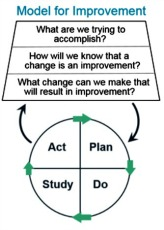 Model for Improvement
What are we trying to
accomplish?
How will we know that a
change is an improvement?
What change can we make that
will result in improvement?
Act
Plan
Study
Do